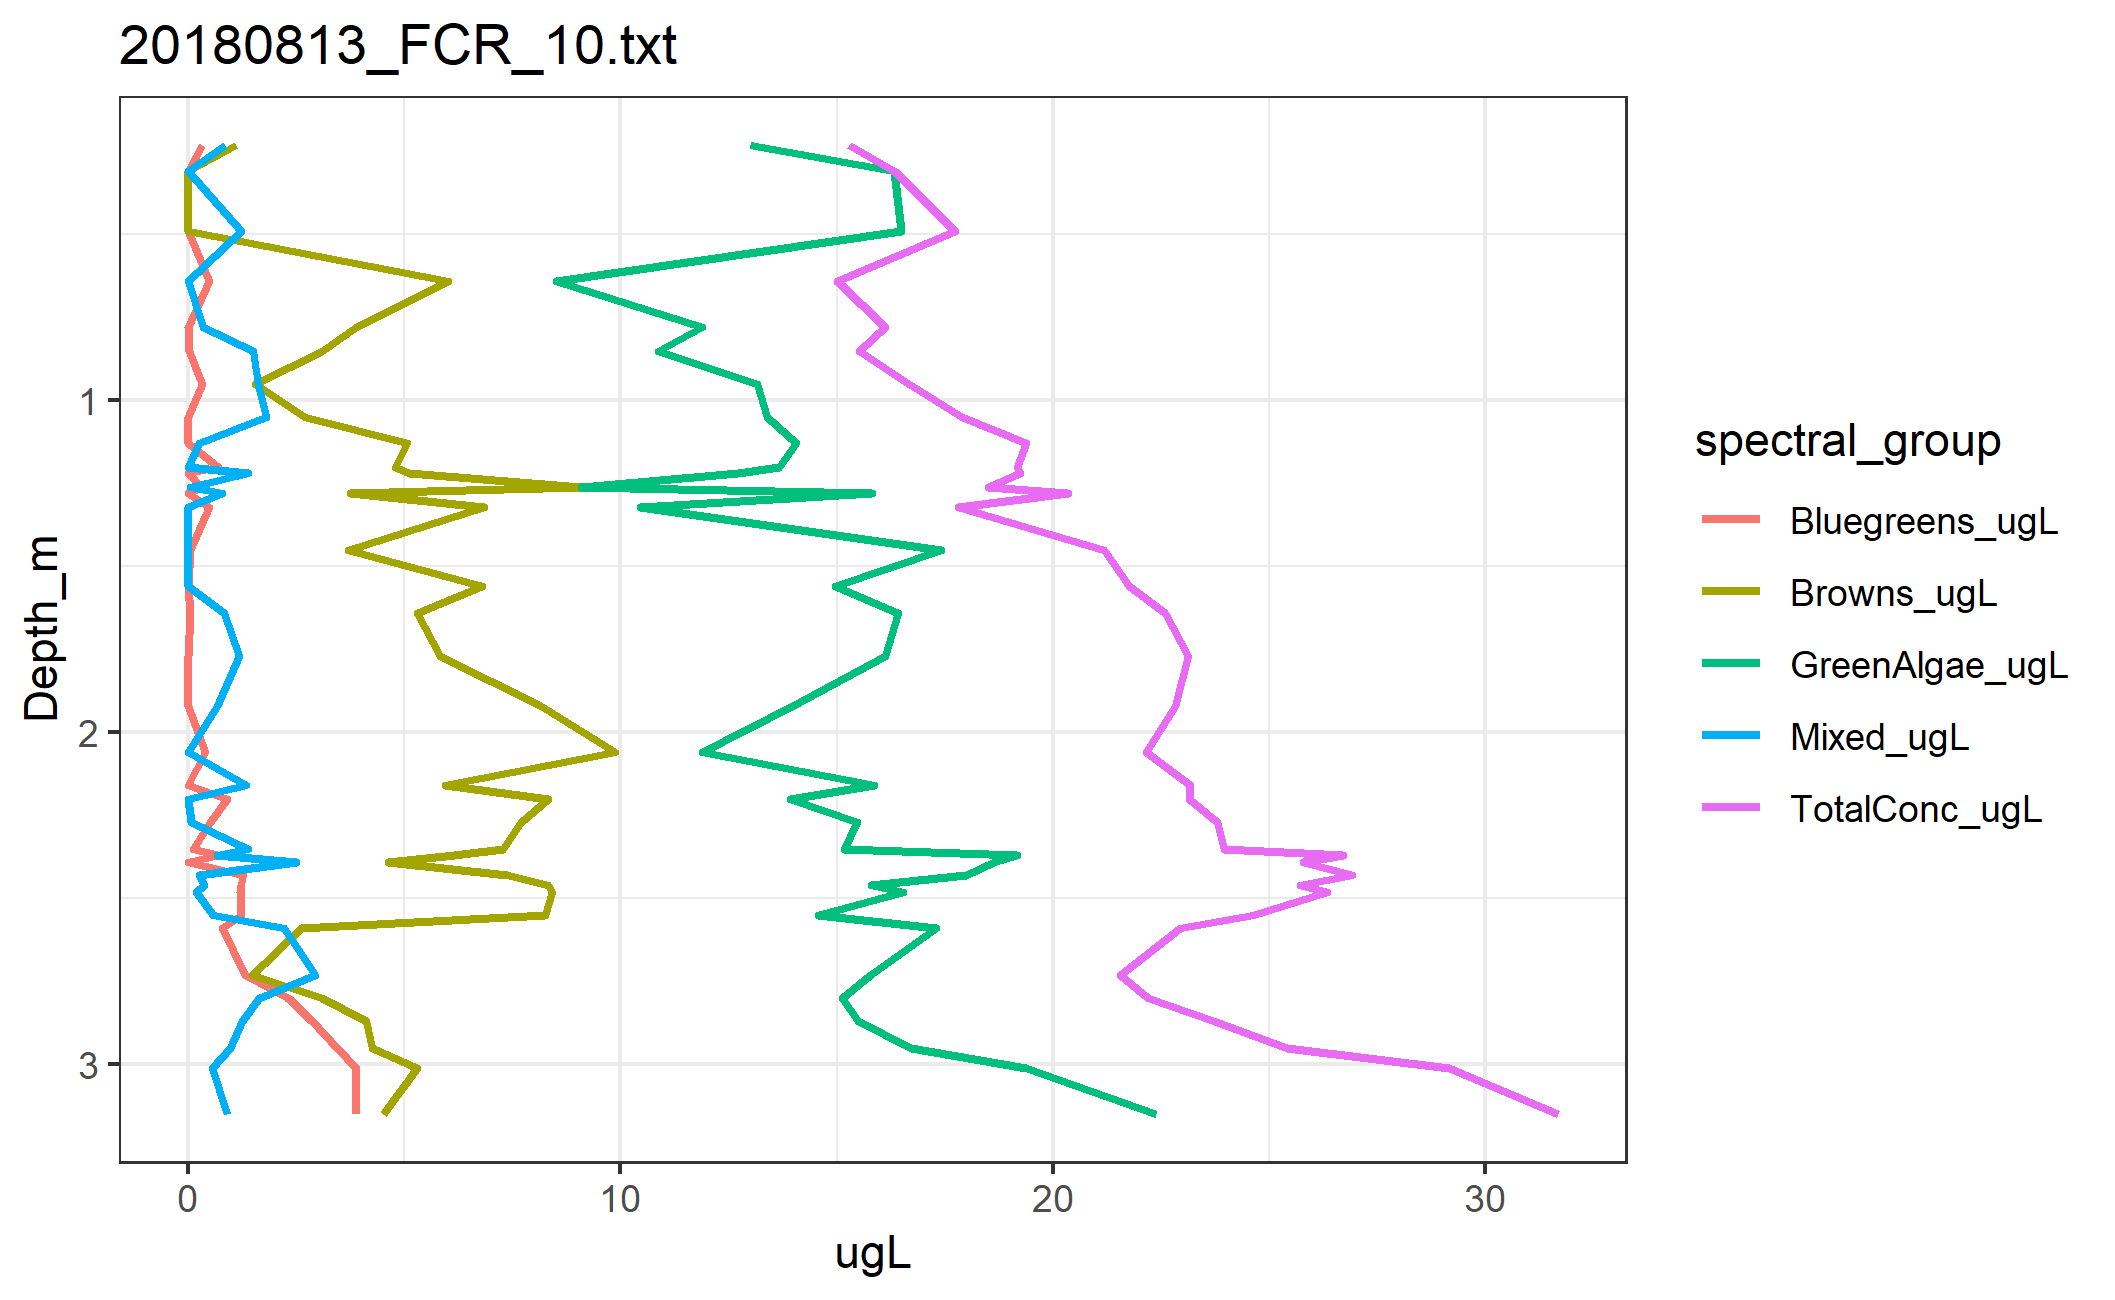 20180813_FCR_10.txt
Depth_m
1
2
3
0 10 20 30
ugL
spectral_group
Bluegreens_ugL
Browns_ugL
GreenAlgae_ugL
Mixed_ugL
TotalConc_ugL